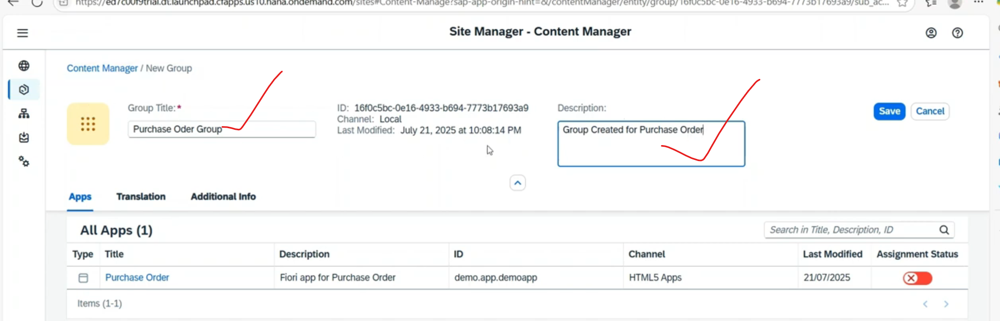 https://ed7c00f9trial.dt.launchpad.cfapps.us10.hana.ondemand.com/sites#Content-Manage?sap-app-origin-hint=&/contentManager/entity/group/16f0c5bc-0e16-4933-b694-7773b17693a9/sub_ac...
Site Manager - Content Manager
Content Manager / New Group
Group Title:*
Purchase Oder Group
ID: 16f0c5bc-0e16-4933-b694-7773b17693a9
Channel: Local
Last Modified: July 21, 2025 at 10:08:14 PM
Description:
Group Created for Purchase Order
Save Cancel
Apps Translation Additional Info
All Apps (1)
Search in Title, Description, ID
Type Title Description ID Channel Last Modified Assignment Status
Purchase Order Fiori app for Purchase Order demo.app.demoapp HTML5 Apps 21/07/2025
Items (1-1)